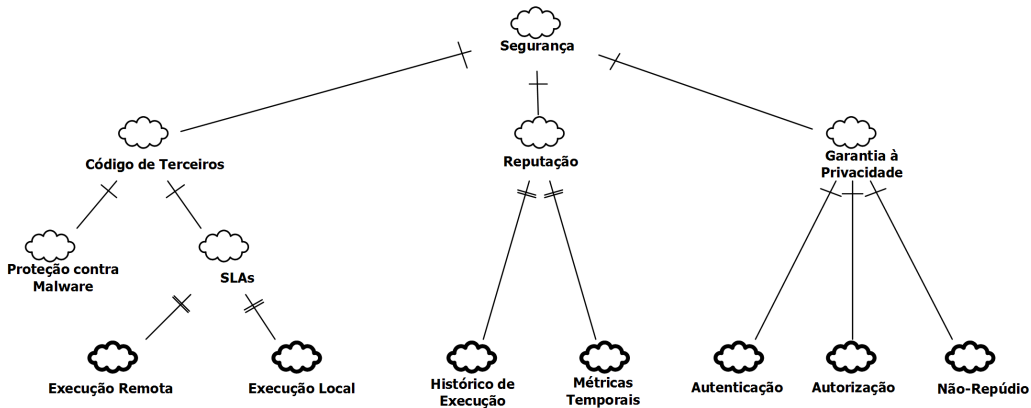 Segurança
Código de Terceiros
Reputação
Garantia à
Privacidade
Proteção contra
Malware
SLAs
Execução Remota
Execução Local
Histórico de
Execução
Métricas
Temporais
Autenticação
Autorização
Não-Repúdio